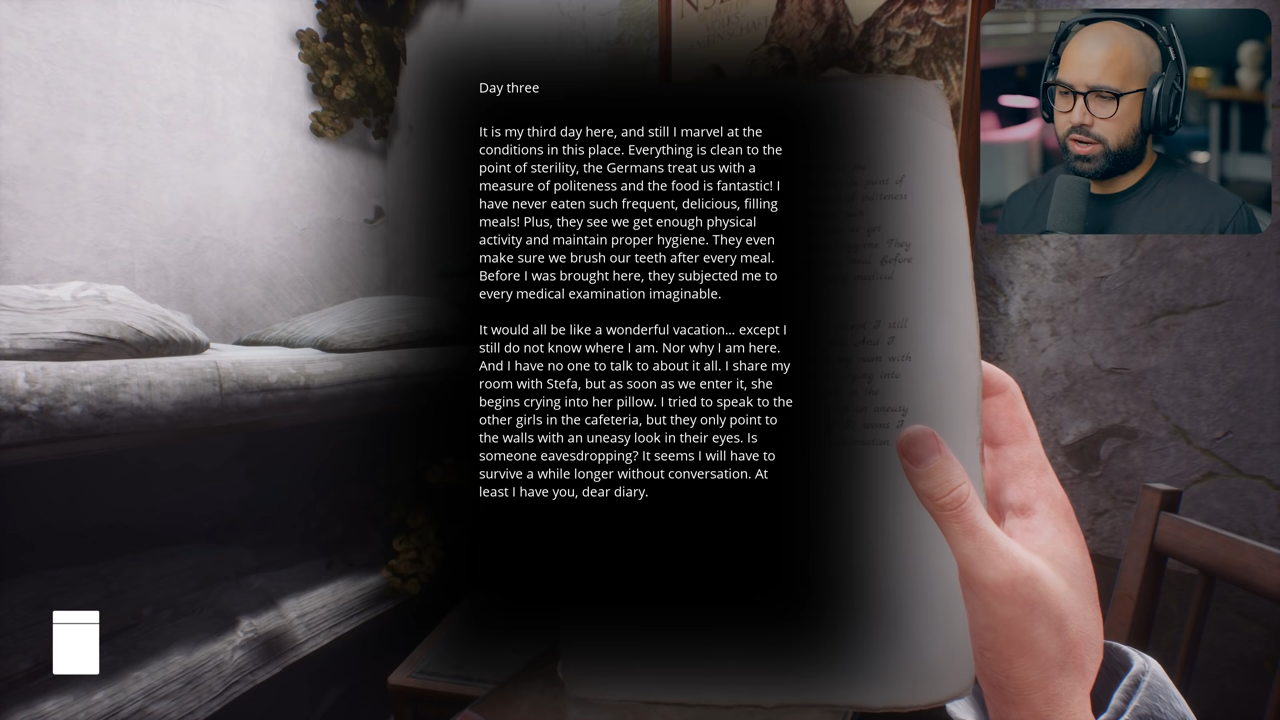 Day three
It is my third day here, and still I marvel at the
conditions in this place. Everything is clean to the
point of sterility, the Germans treat us with a
measure of politeness and the food is fantastic! I
have never eaten such frequent, delicious, filling
meals! Plus, they see we get enough physical
activity and maintain proper hygiene. They even
make sure we brush our teeth after every meal.
Before I was brought here, they subjected me to
every medical examination imaginable.
It would all be like a wonderful vacation... except I
still do not know where I am. Nor why I am here.
And I have no one to talk to about it all. I share my
room with Stefa, but as soon as we enter it, she
begins crying into her pillow. I tried to speak to the
other girls in the cafeteria, but they only point to
the walls with an uneasy look in their eyes. Is
someone eavesdropping? It seems I will have to
survive a while longer without conversation. At
least I have you, dear diary.